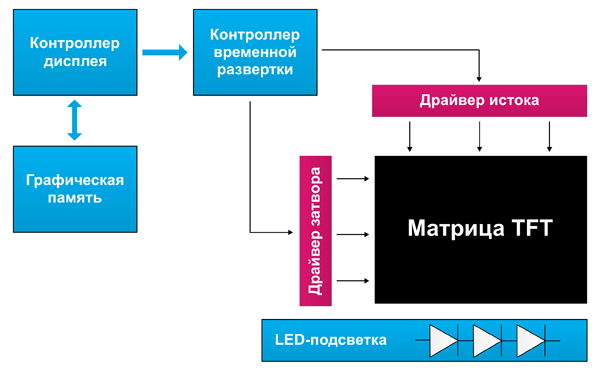 Контроллер
дисплея
Контроллер
временной
развертки
Драйвер истока
Графическая
память
Драйвер затвора
Матрица TFT
LED-подсветка